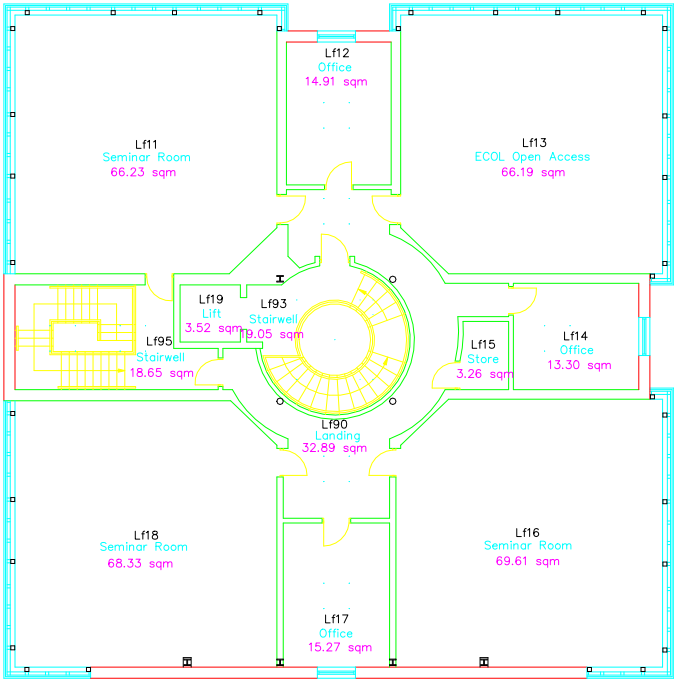 Lf12
Office
14.91 sqm
Lf11
Seminar Room
66.23 sqm
Lf13
ECOL Open Access
66.19 sqm
Lf19
Lift
3.52 sqm
Lf93
Stairwell
9.05 sqm
Lf95
Stairwell
18.65 sqm
Lf15
Store
3.26 sqm
Lf14
Office
13.30 sqm
Lf90
Landing
32.89 sqm
Lf18
Seminar Room
68.33 sqm
Lf16
Seminar Room
69.61 sqm
Lf17
Office
15.27 sqm